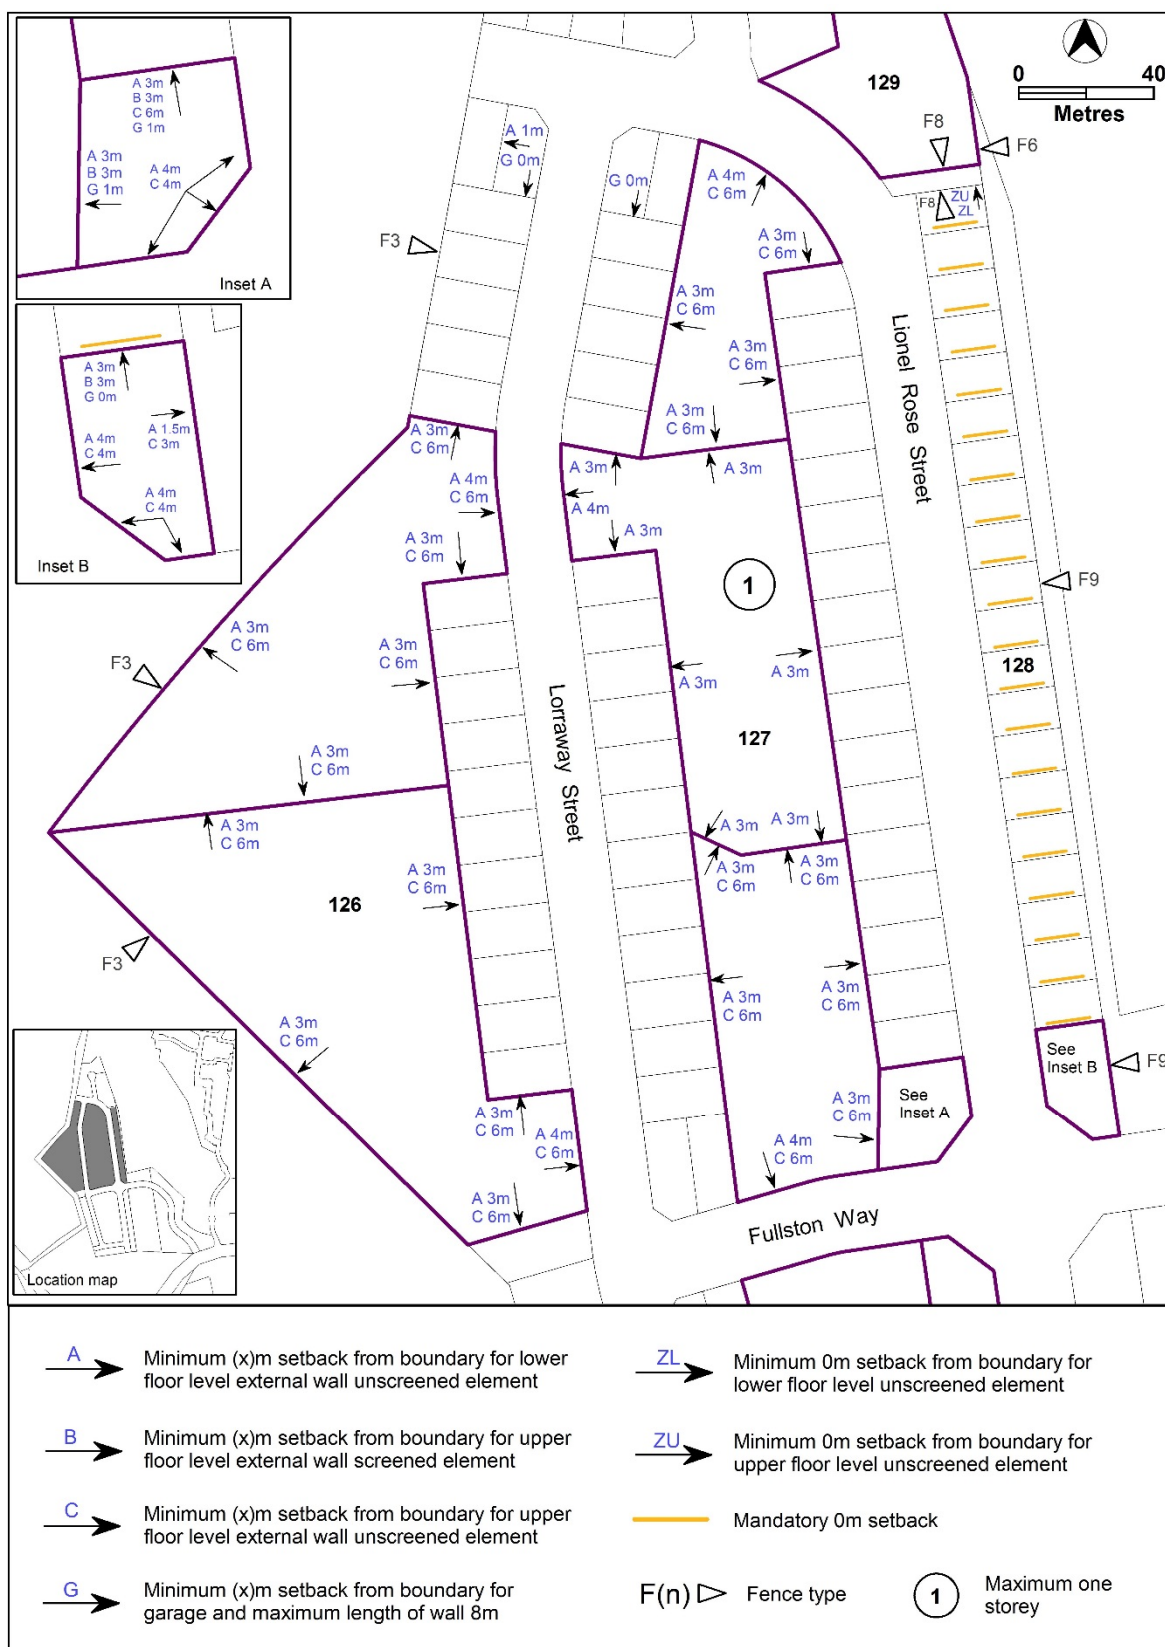 A 3m
B 3m
C 6m
G 1m
A 3m
B 3m
G 1m
A 4m
C 4m
Inset A
A 3m
B 3m
G 0m
A 1.5m
C 3m
A 4m
C 4m
A 4m
C 4m
Inset B
0 40
Metres
129
F8
F6
F8
ZU
ZL
A 1m
G 0m
G 0m
F3
A 4m
C 6m
A 3m
C 6m
A 3m
C 6m
A 3m
C 6m
A 3m
C 6m
Lionel Rose Street
A 3m
C 6m
A 3m
A 3m
A 4m
C 6m
A 4m
A 3m
C 6m
A 3m
1
F9
A 3m
C 6m
F3
A 3m
C 6m
A 3m
A 3m
128
Lorraway Street
127
A 3m
C 6m
A 3m
C 6m
A 3m
A 3m
A 3m
C 6m
A 3m
C 6m
A 3m
C 6m
126
F3
A 3m
C 6m
A 3m
C 6m
A 3m
C 6m
See
Inset B
F9
See
Inset A
A 3m
C 6m
A 3m
C 6m
A 4m
C 6m
A 4m
C 6m
A 3m
C 6m
Fullston Way
Location map
A
Minimum (x)m setback from boundary for lower
floor level external wall unscreened element
B
Minimum (x)m setback from boundary for upper
floor level external wall screened element
C
Minimum (x)m setback from boundary for upper
floor level external wall unscreened element
G
Minimum (x)m setback from boundary for
garage and maximum length of wall 8m
ZL
Minimum 0m setback from boundary for
lower floor level unscreened element
ZU
Minimum 0m setback from boundary for
upper floor level unscreened element
Mandatory 0m setback
F(n)
Fence type
1
Maximum one
storey